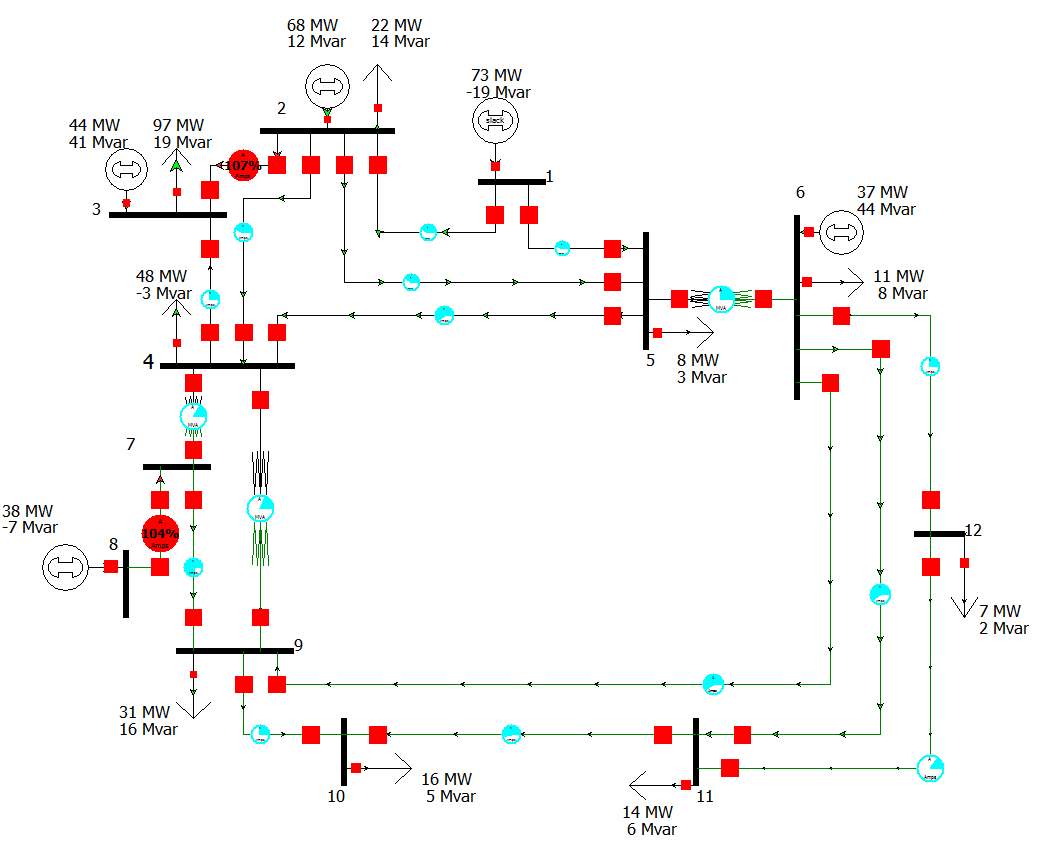 68 MW
12 Mvar
22 MW
14 Mvar
73 MW
-19 Mvar
slack
2
44 MW
41 Mvar
97 MW
19 Mvar
107%
Amps
1
6
37 MW
44 Mvar
3
48 MW
-3 Mvar
11 MW
8 Mvar
MVA
4
5
8 MW
3 Mvar
MVA
7
MVA
38 MW
-7 Mvar
8
104%
Amps
12
7 MW
2 Mvar
9
31 MW
16 Mvar
16 MW
5 Mvar
10
11
Amps
14 MW
6 Mvar